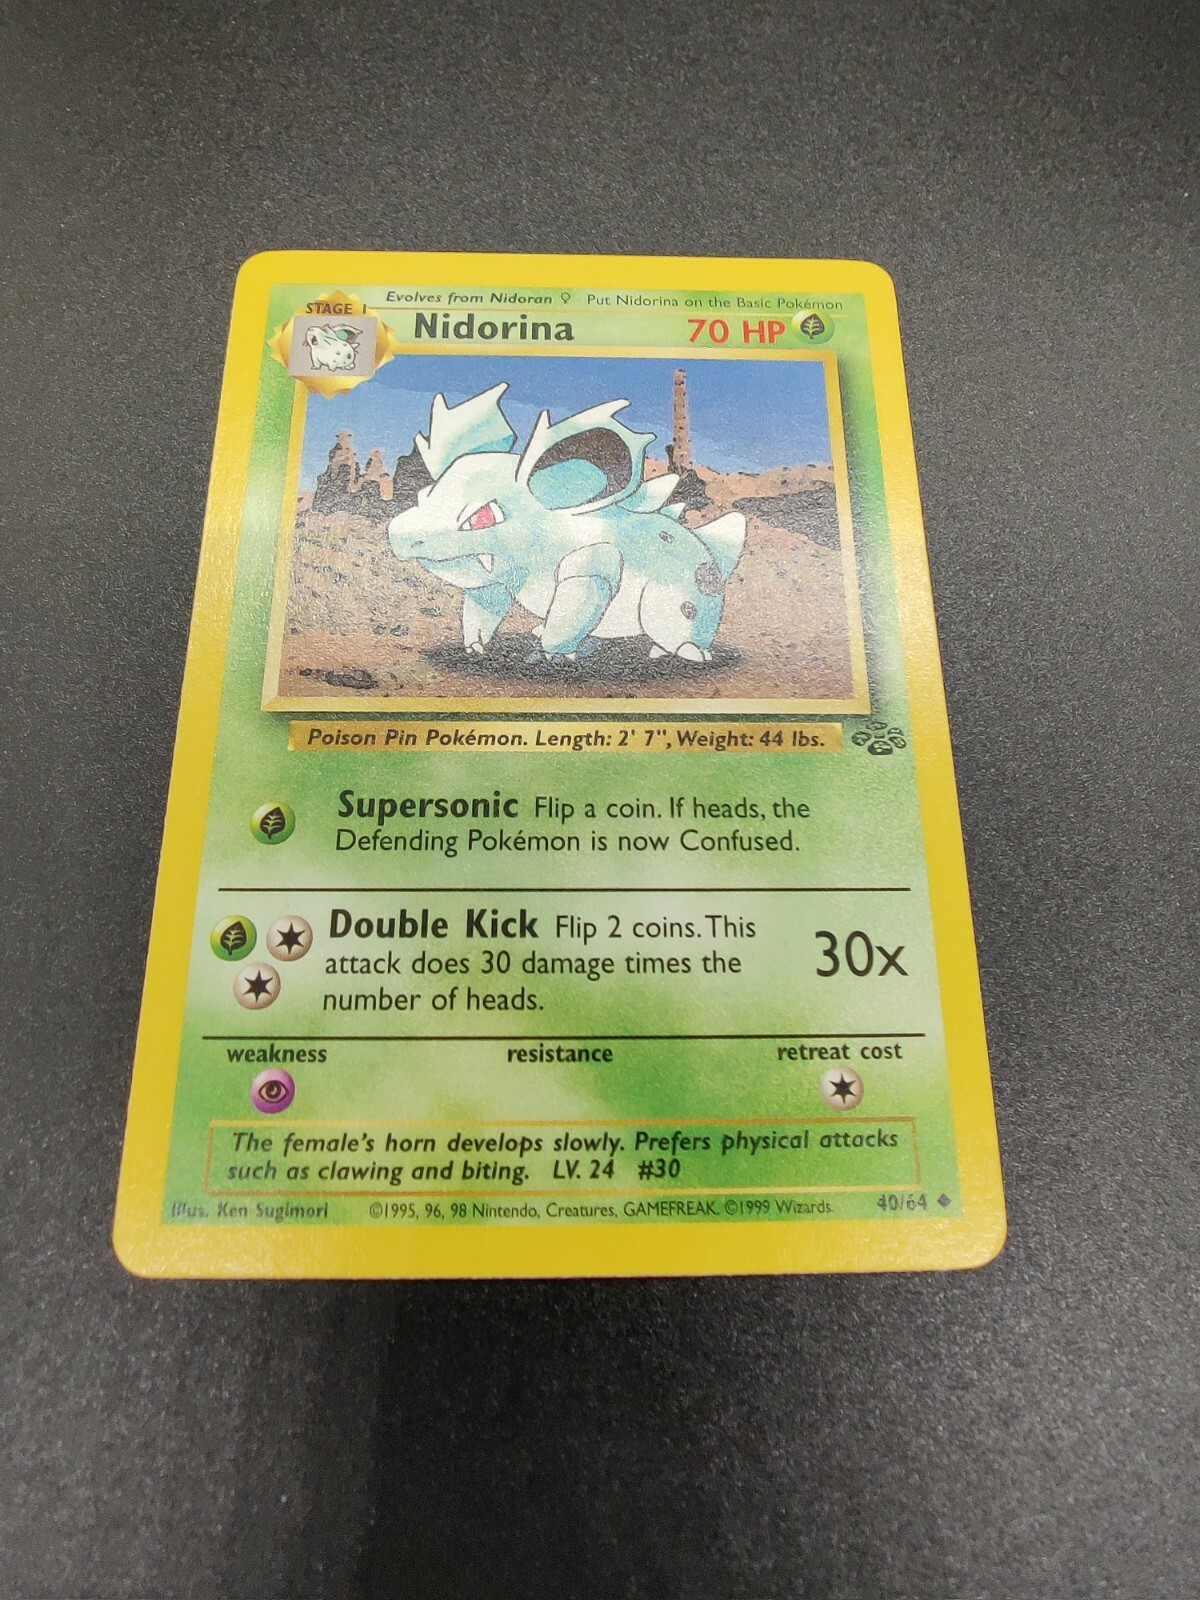 Evolves from Nidoran ♀ Put Nidorina on the Basic Pokémon
STAGE 1
Nidorina 70 HP
Poison Pin Pokémon. Length: 2' 7", Weight: 44 lbs.
Supersonic Flip a coin. If heads, the
Defending Pokémon is now Confused.
Double Kick Flip 2 coins. This
attack does 30 damage times the
number of heads.
30x
weakness resistance retreat cost
The female's horn develops slowly. Prefers physical attacks
such as clawing and biting. LV. 24 #30
Illus. Ken Sugimori ©1995, 96, 98 Nintendo, Creatures, GAMEFREAK. ©1999 Wizards. 40/64